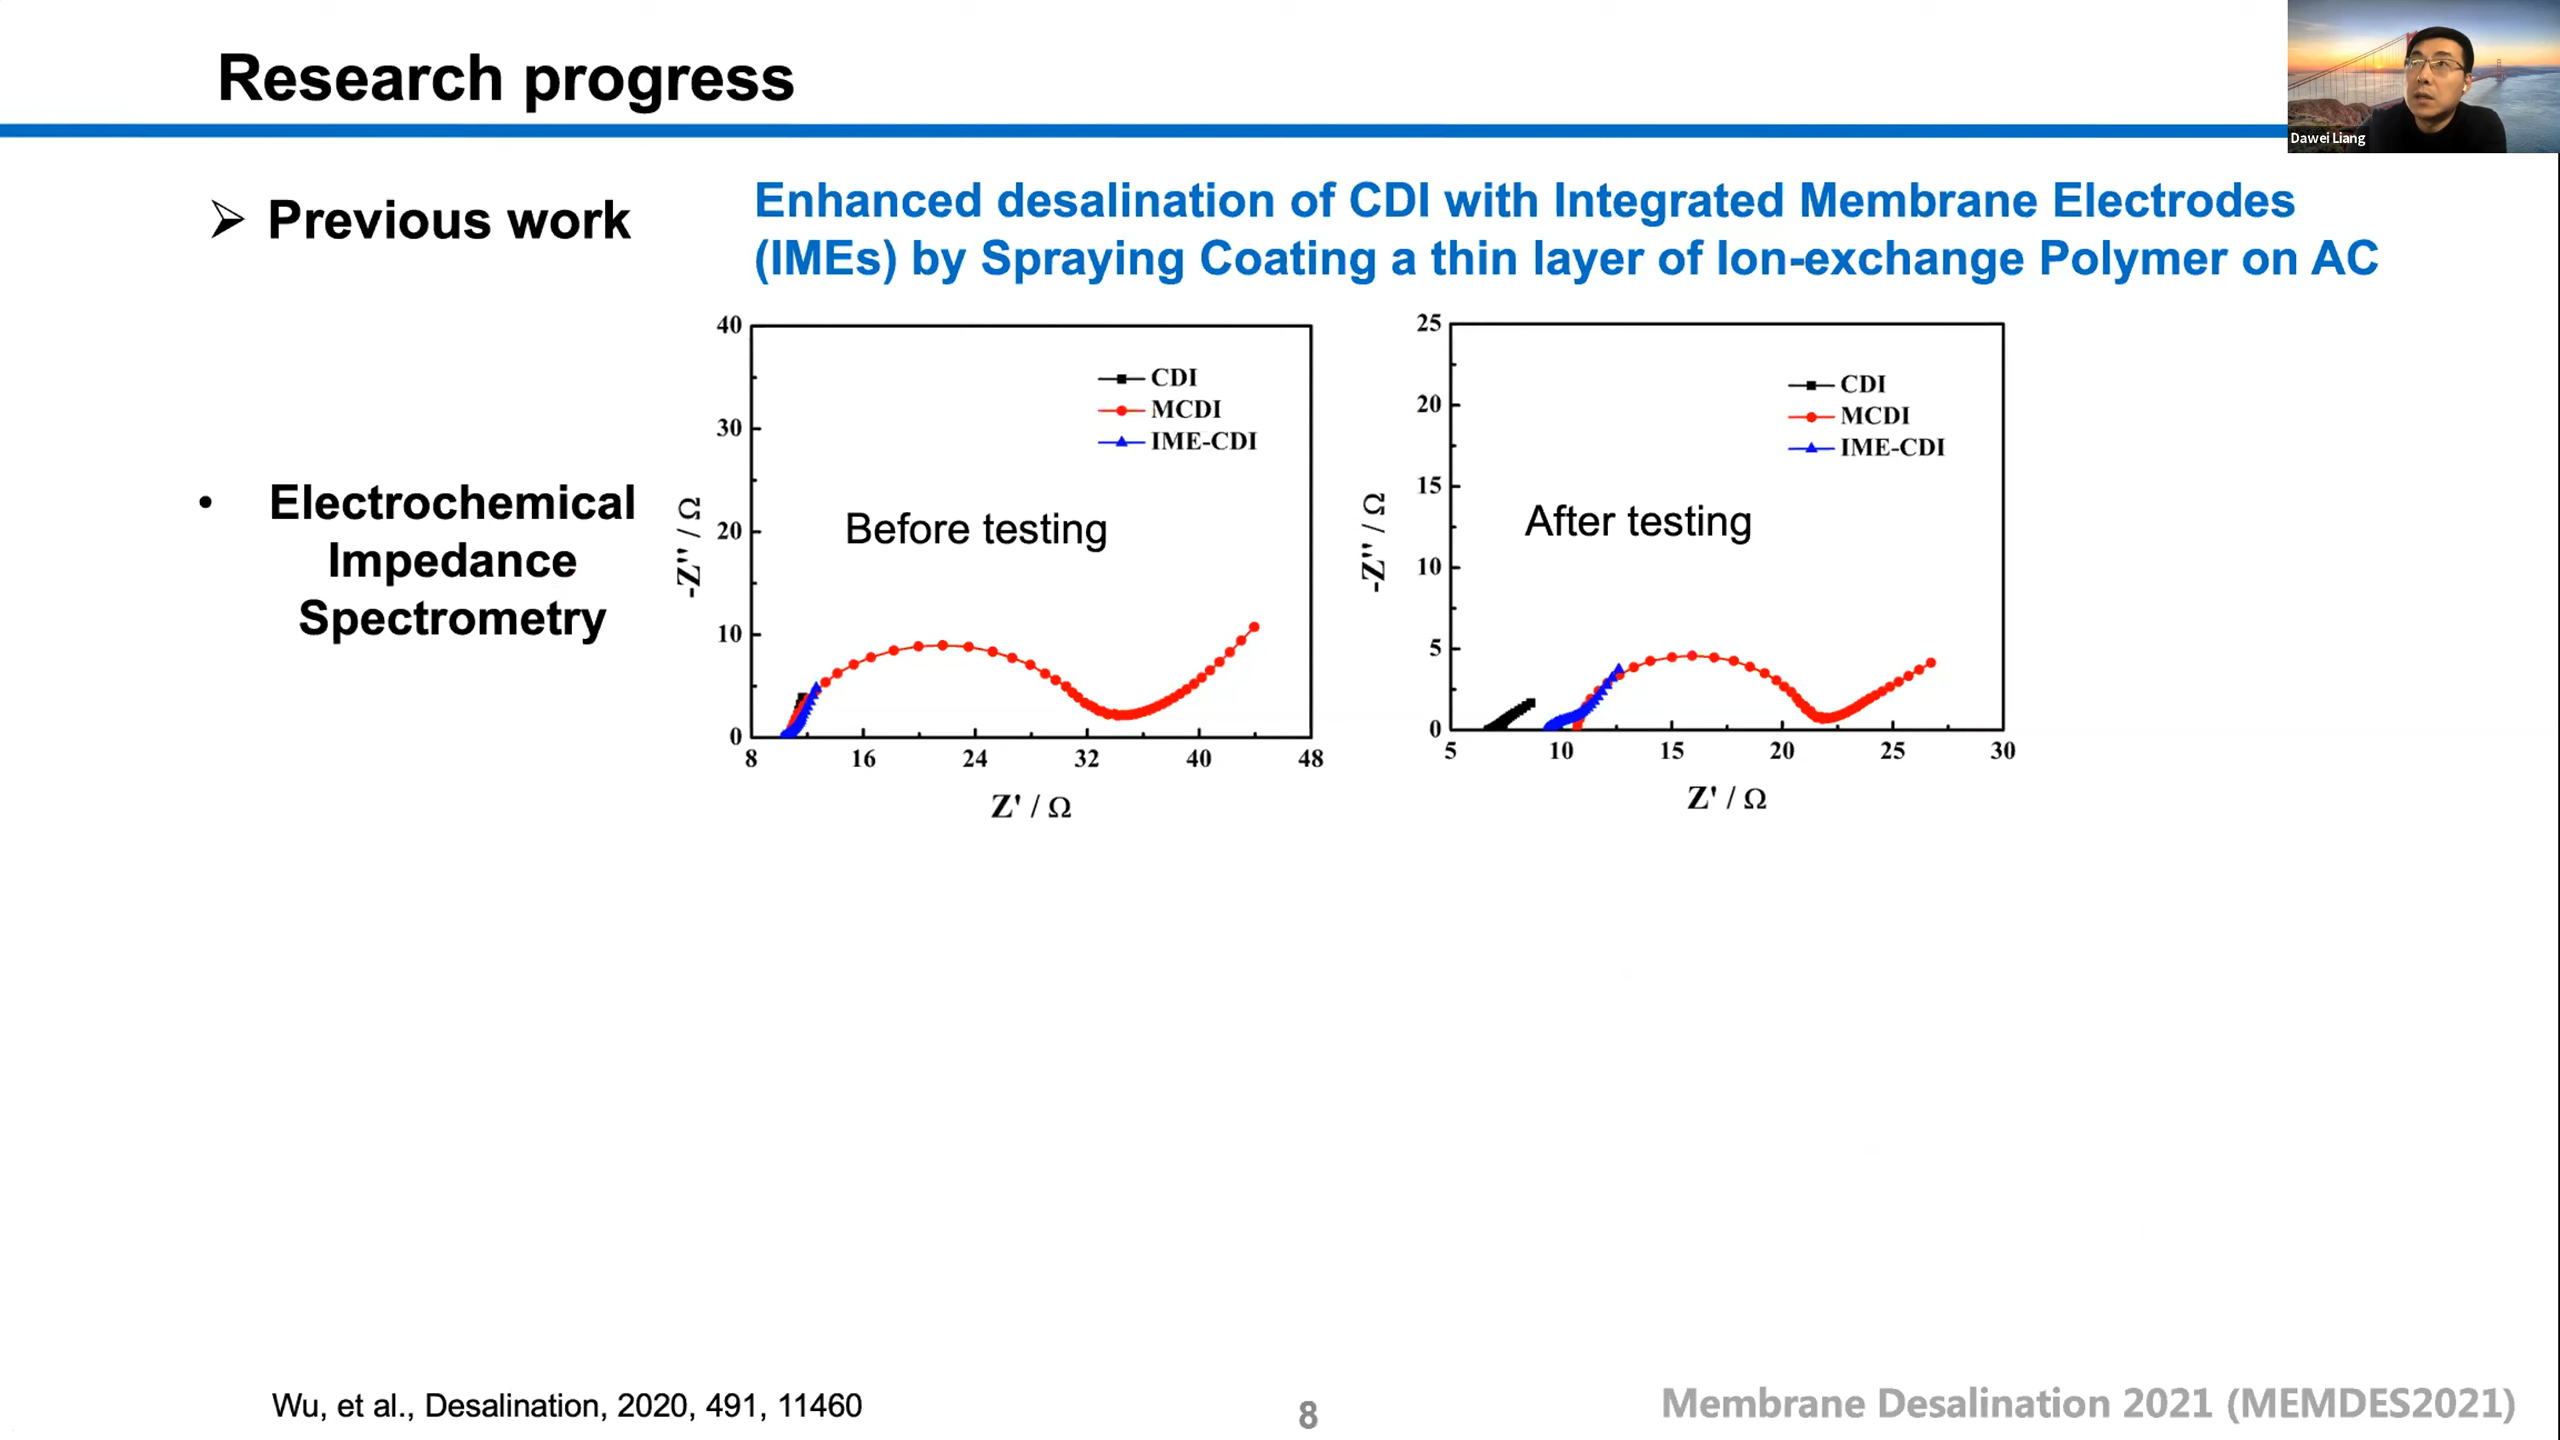 Research progress
Dawei Liang
➢ Previous work
Enhanced desalination of CDI with Integrated Membrane Electrodes
(IMEs) by Spraying Coating a thin layer of Ion-exchange Polymer on AC
• Electrochemical
Impedance
Spectrometry
40
30
20
10
0
-Z'' / Ω
CDI
MCDI
IME-CDI
Before testing
8 16 24 32 40 48
Z' / Ω
25
20
15
10
5
0
-Z'' / Ω
CDI
MCDI
IME-CDI
After testing
5 10 15 20 25 30
Z' / Ω
Wu, et al., Desalination, 2020, 491, 11460
8
Membrane Desalination 2021 (MEMDES2021)